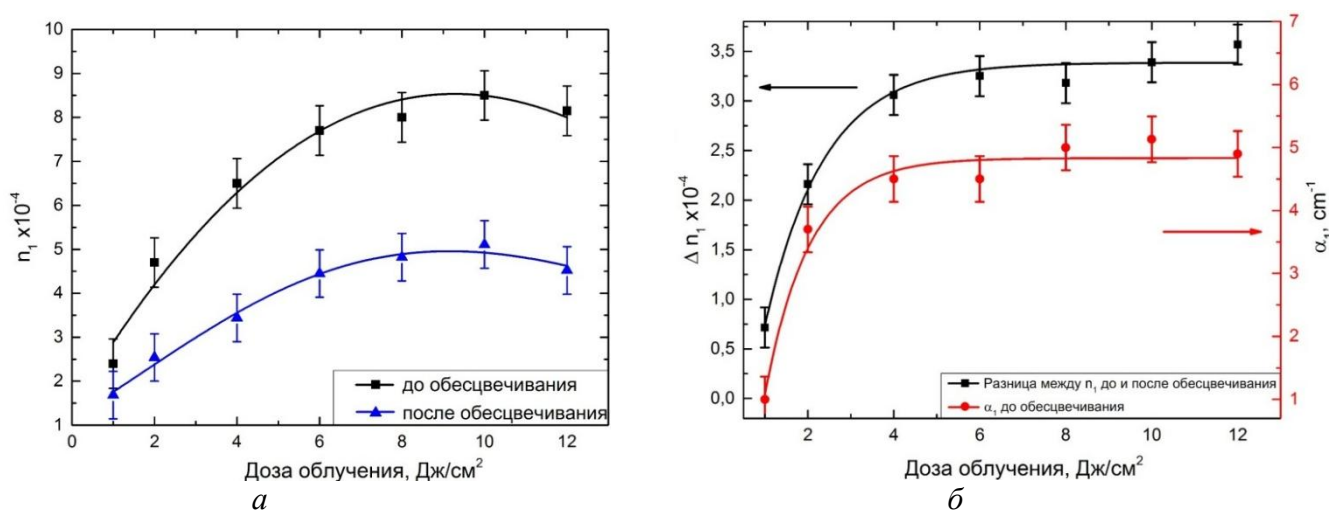 10
9
8
7
6
5
4
3
2
1
n₁ x10⁻⁴
0 2 4 6 8 10 12
Доза облучения, Дж/см²
до обесцвечивания
после обесцвечивания
а
3,5
3,0
2,5
2,0
1,5
1,0
0,5
0,0
Δ n₁ x10⁻⁴
2 4 6 8 10 12
Доза облучения, Дж/см²
7
6
5
4
3
2
1
α₁, cm⁻¹
Разница между n₁ до и после обесцвечивания
α₁ до обесцвечивания
б